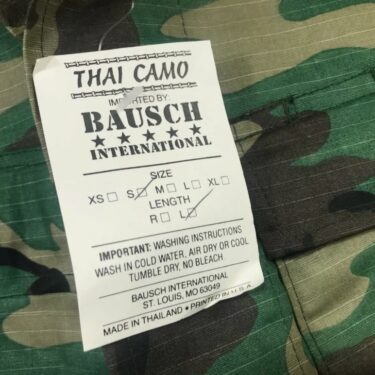 THAI CAMO
IMPORTED BY:
BAUSCH
★★★★★
INTERNATIONAL
SIZE
XS □ S ☑ M □ L □ XL □
LENGTH
R □ L ☑
IMPORTANT: WASHING INSTRUCTIONS
WASH IN COLD WATER, AIR DRY OR COOL
TUMBLE DRY, NO BLEACH.
BAUSCH INTERNATIONAL
ST. LOUIS, MO 63049
MADE IN THAILAND • PRINTED IN U.S.A.